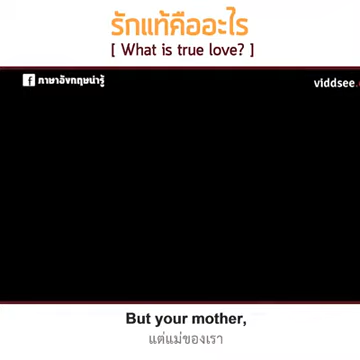 รักแท้คืออะไร
[ What is true love? ]
ภาษาอังกฤษน่ารู้
viddsee.
But your mother,
แต่แม่ของเรา